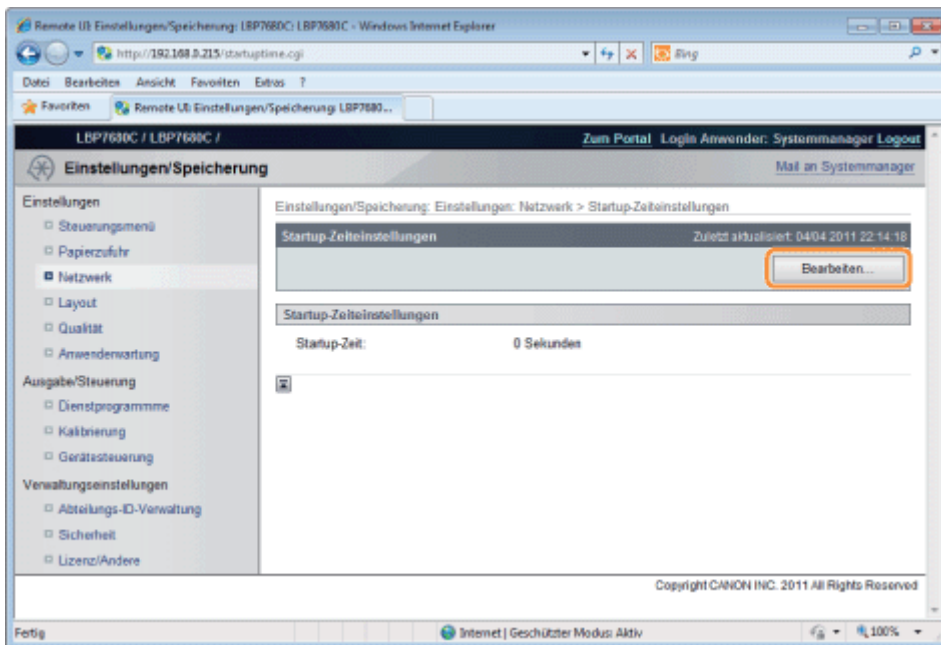 Remote UI: Einstellungen/Speicherung: LBP7680C: LBP7680C - Windows Internet Explorer
http://192.168.0.215/startuptime.cgi
Bing
Datei Bearbeiten Ansicht Favoriten Extras ?
Favoriten Remote UI: Einstellungen/Speicherung: LBP7680...
LBP7680C / LBP7680C / Zum Portal Login Anwender: Systemmanager Logout
Einstellungen/Speicherung Mail an Systemmanager
Einstellungen
Steuerungsmenü
Papierzufuhr
Netzwerk
Layout
Qualität
Anwenderwartung
Ausgabe/Steuerung
Dienstprogrammme
Kalibrierung
Gerätesteuerung
Verwaltungseinstellungen
Abteilungs-ID-Verwaltung
Sicherheit
Lizenz/Andere
Einstellungen/Speicherung: Einstellungen: Netzwerk > Startup-Zeiteinstellungen
Startup-Zeiteinstellungen Zuletzt aktualisiert: 04/04 2011 22:14:18
Bearbeiten...
Startup-Zeiteinstellungen
Startup-Zeit: 0 Sekunden
Copyright CANON INC. 2011 All Rights Reserved
Fertig Internet | Geschützter Modus: Aktiv 100%